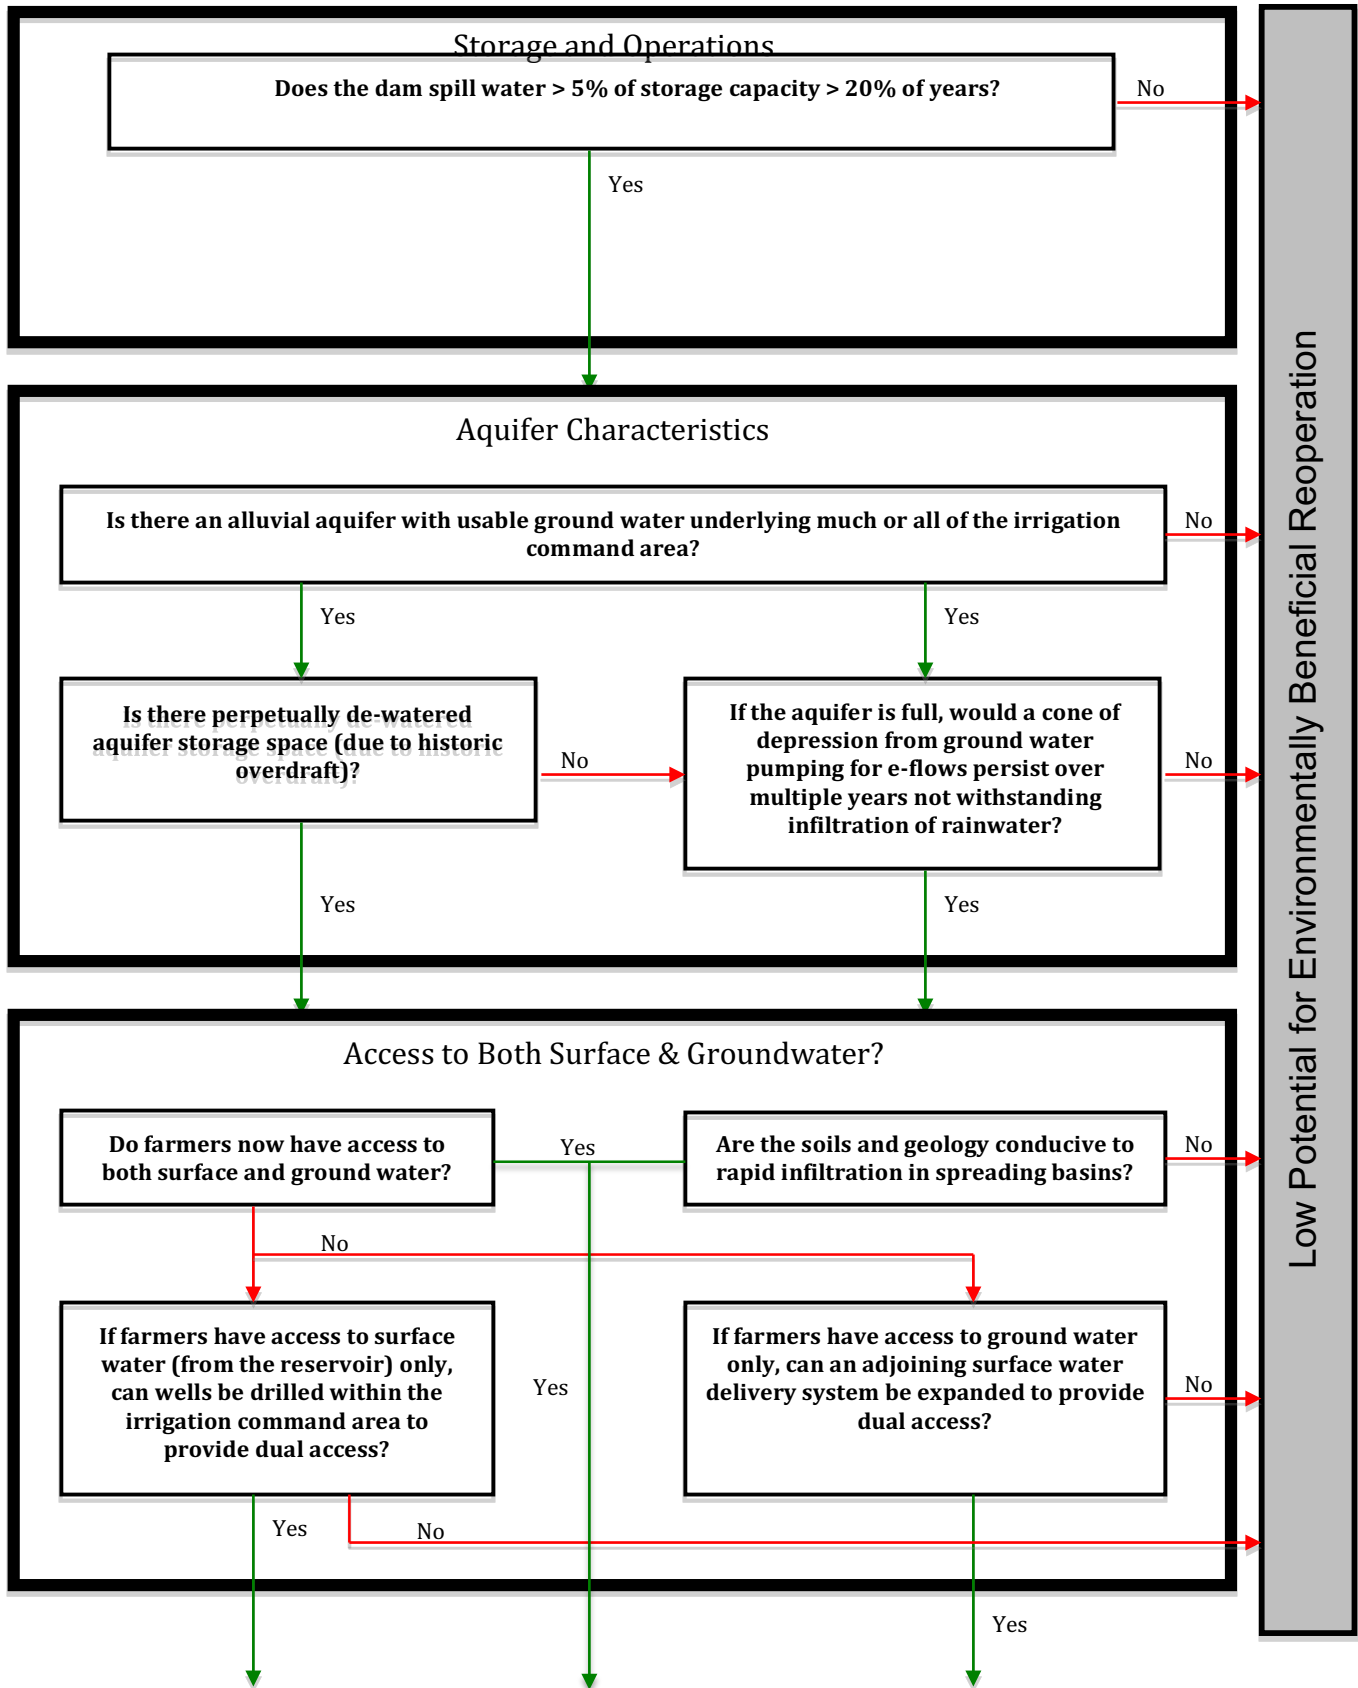 Storage and Operations
Does the dam spill water > 5% of storage capacity > 20% of years?
No
Yes
Aquifer Characteristics
Is there an alluvial aquifer with usable ground water underlying much or all of the irrigation
command area?
No
Yes
Yes
Is there perpetually de-watered
aquifer storage space (due to historic
overdraft)?
No
If the aquifer is full, would a cone of
depression from ground water
pumping for e-flows persist over
multiple years not withstanding
infiltration of rainwater?
No
Yes
Yes
Access to Both Surface & Groundwater?
Do farmers now have access to
both surface and ground water?
Yes
Are the soils and geology conducive to
rapid infiltration in spreading basins?
No
No
If farmers have access to surface
water (from the reservoir) only,
can wells be drilled within the
irrigation command area to
provide dual access?
Yes
If farmers have access to ground water
only, can an adjoining surface water
delivery system be expanded to provide
dual access?
No
Yes
No
Yes
Low Potential for Environmentally Beneficial Reoperation